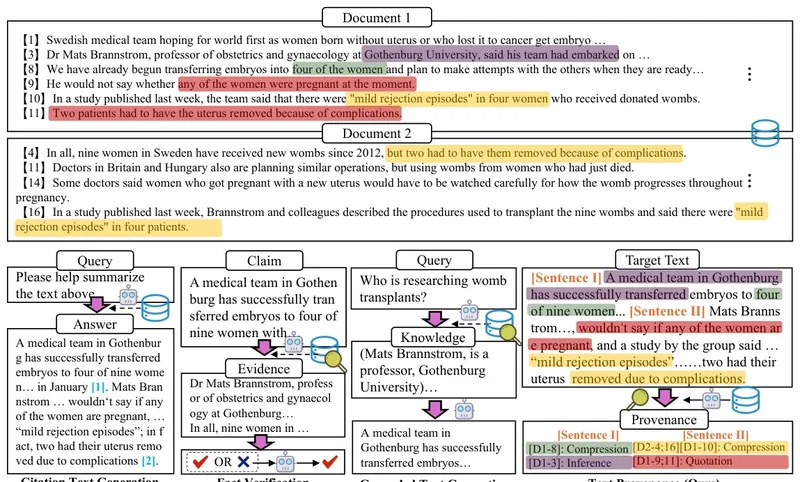 Document 1
【1】Swedish medical team hoping for world first as women born without uterus or who lost it to cancer get embryo …
【3】Dr Mats Brannstrom, professor of obstetrics and gynaecology at Gothenburg University, said his team had embarked on …
【8】We have already begun transferring embryos into four of the women and plan to make attempts with the others when they are ready…
【9】He would not say whether any of the women were pregnant at the moment.
【10】In a study published last week, the team said that there were "mild rejection episodes" in four women who received donated wombs.
【11】Two patients had to have the uterus removed because of complications.
Document 2
【4】In all, nine women in Sweden have received new wombs since 2012, but two had to have them removed because of complications.
【11】Doctors in Britain and Hungary also are planning similar operations, but using wombs from women who had just died.
【14】Some doctors said women who got pregnant with a new uterus would have to be watched carefully for how the womb progresses throughout
pregnancy.
【16】In a study published last week, Brannstrom and colleagues described the procedures used to transplant the nine wombs and said there were "mild
rejection episodes" in four patients.
Query
Please help summarize
the text above
Answer
A medical team in Gothenbur
g has successfully transferred
embryos to four of nine wome
n… in January [1]. Mats Bran
nstrom … wouldn't say if any
of the women are pregnant, …
"mild rejection episodes"; in f
act, two had their uterus remo
ved due to complications [2].
Citation Text Generation
Claim
A medical team in Gothen
burg has successfully tran
sferred embryos to four of
nine women with
Evidence
Dr Mats Brannstrom, profess
or of obstetrics and gynaecol
ogy at Gothenburg…
In all, nine women in …
OR
Fact Verification
Query
Who is researching womb
transplants?
Knowledge
(Mats Brannstrom, is a
professor, Gothenburg
University)…
A medical team in
Gothenburg has successfully
transferred embryos…
Target Text
[Sentence I] A medical team in Gothenburg
has successfully transferred embryos to four
of nine women... [Sentence II] Mats Branns
trom…, wouldn't say if any of the women ar
e pregnant, and a study by the group said …
"mild rejection episodes"……two had their
uterus removed due to complications.
Provenance
[Sentence I] [Sentence II]
[D1-8]: Compression [D2-4;16][D1-10]: Compression
[D1-3]: Inference [D1-9;11]: Quotation
Text Provenance (Ours)